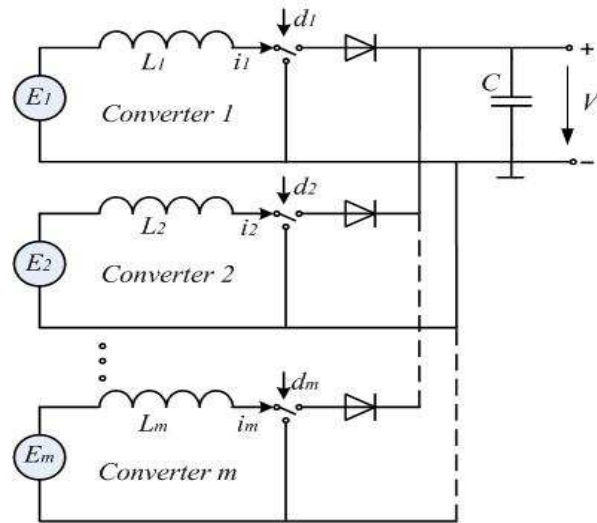 d1
L1
i1
E1
Converter 1
C
+
V
-
d2
L2
i2
E2
Converter 2
dm
Lm
im
Em
Converter m